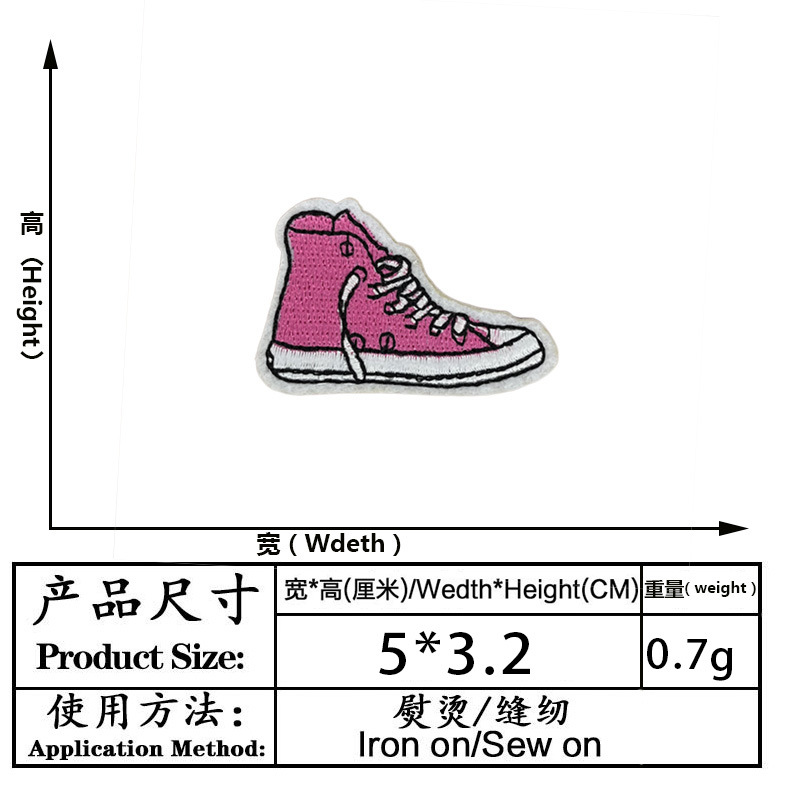 高
(Height)
宽 ( Wdeth )
产品尺寸
Product Size:
宽*高(厘米)/Wedth*Height(CM)
重量( weight )
5*3.2
0.7g
使用方法:
Application Method:
熨烫/缝纫
Iron on/Sew on